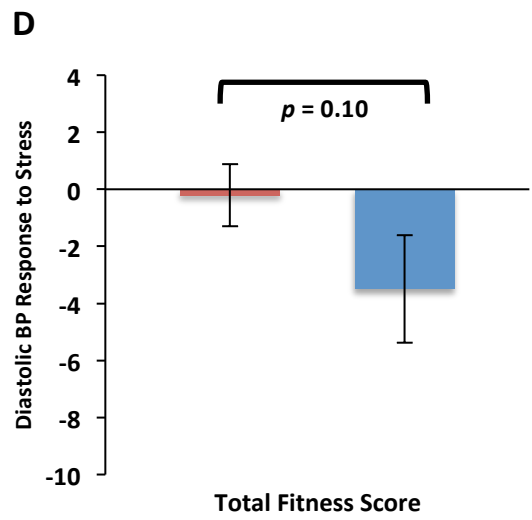 D
4
2
0
-2
-4
-6
-8
-10
Diastolic BP Response to Stress
p = 0.10
Total Fitness Score